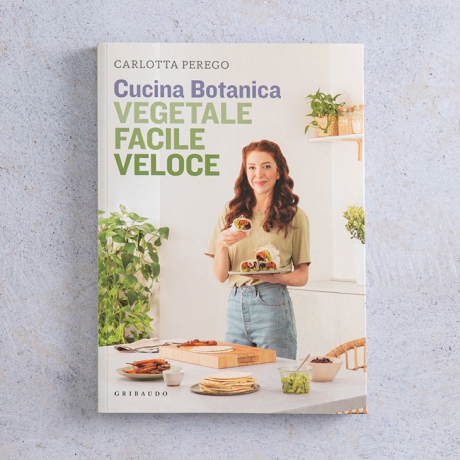 CARLOTTA PEREGO
Cucina Botanica
VEGETALE
FACILE
VELOCE
GRIBAUDO